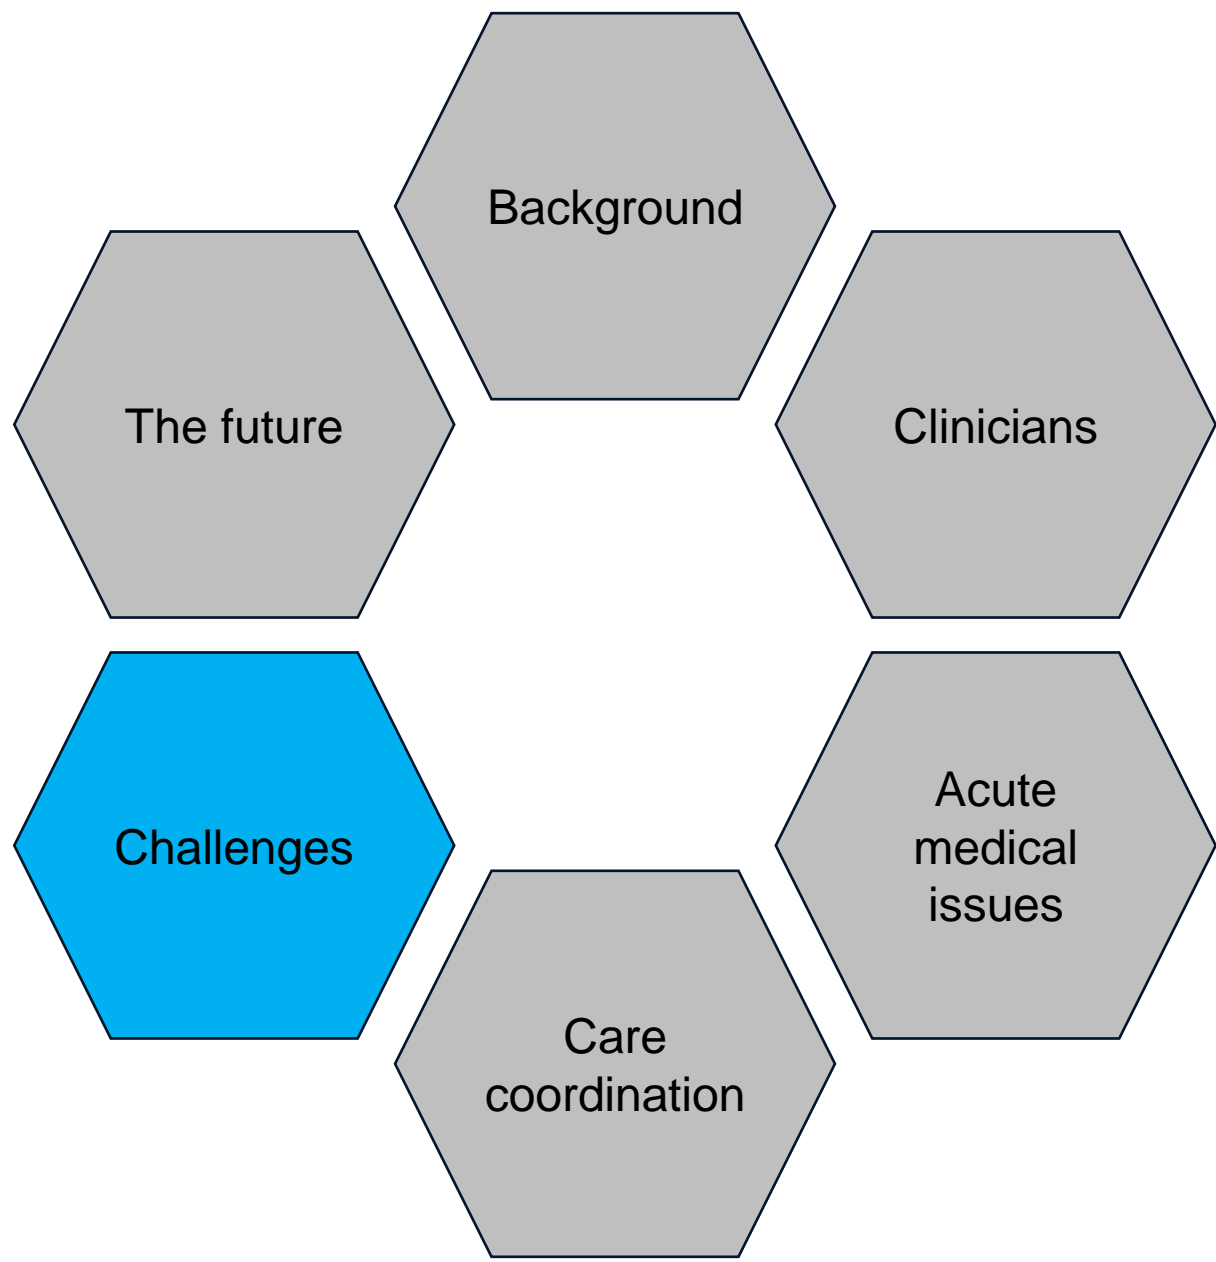 Background
The future
Clinicians
Challenges
Acute
medical
issues
Care
coordination